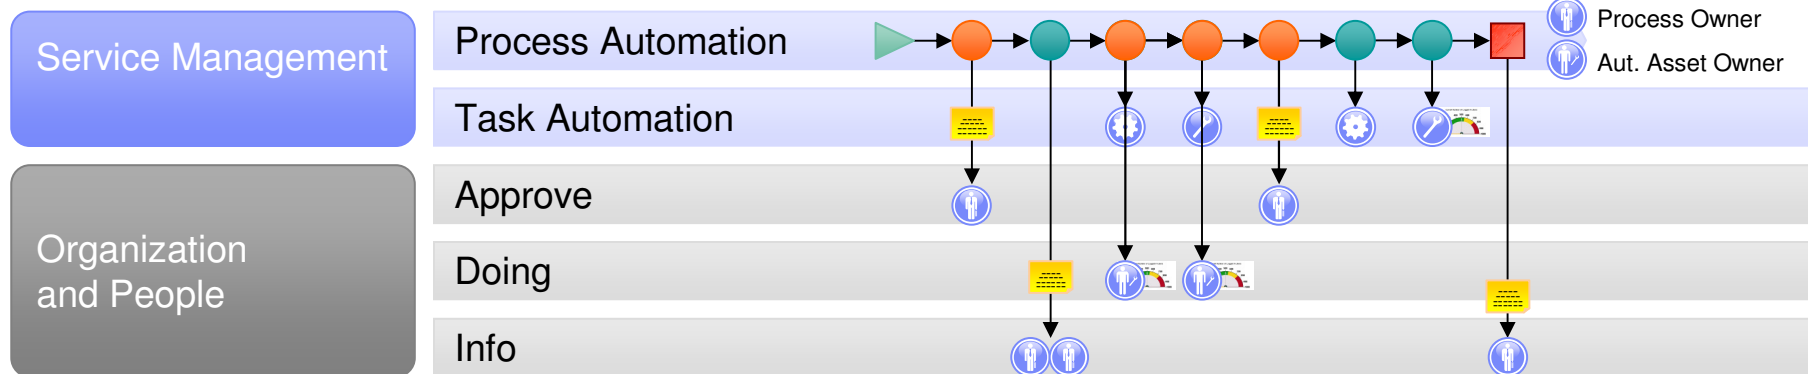 Service Management
Process Automation
Process Owner
Aut. Asset Owner
Task Automation
Approve
Organization
and People
Doing
Info